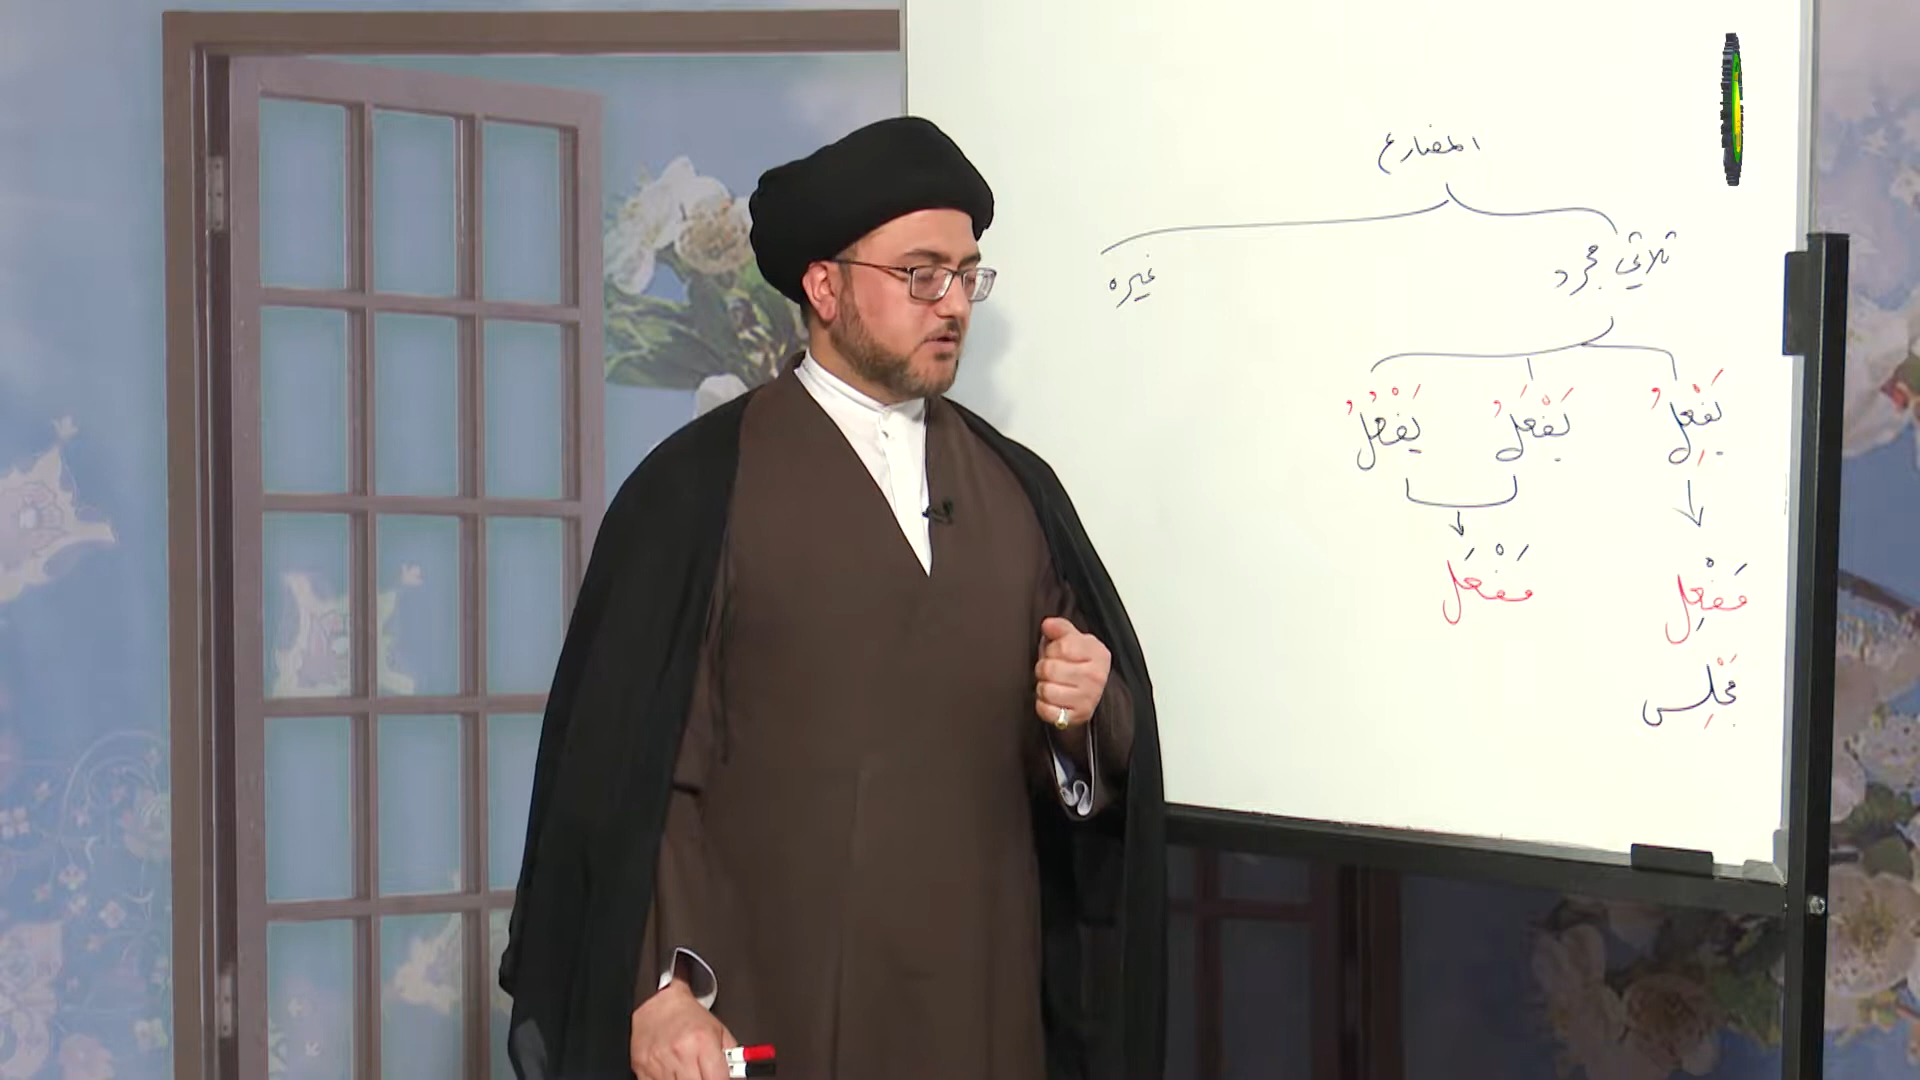 المضارع
ثلاثي مجرد غيره
يَفْعِلُ يَفْعَلُ يَفْعُلُ
مَفْعِل مَفْعَل
مَجْلِس